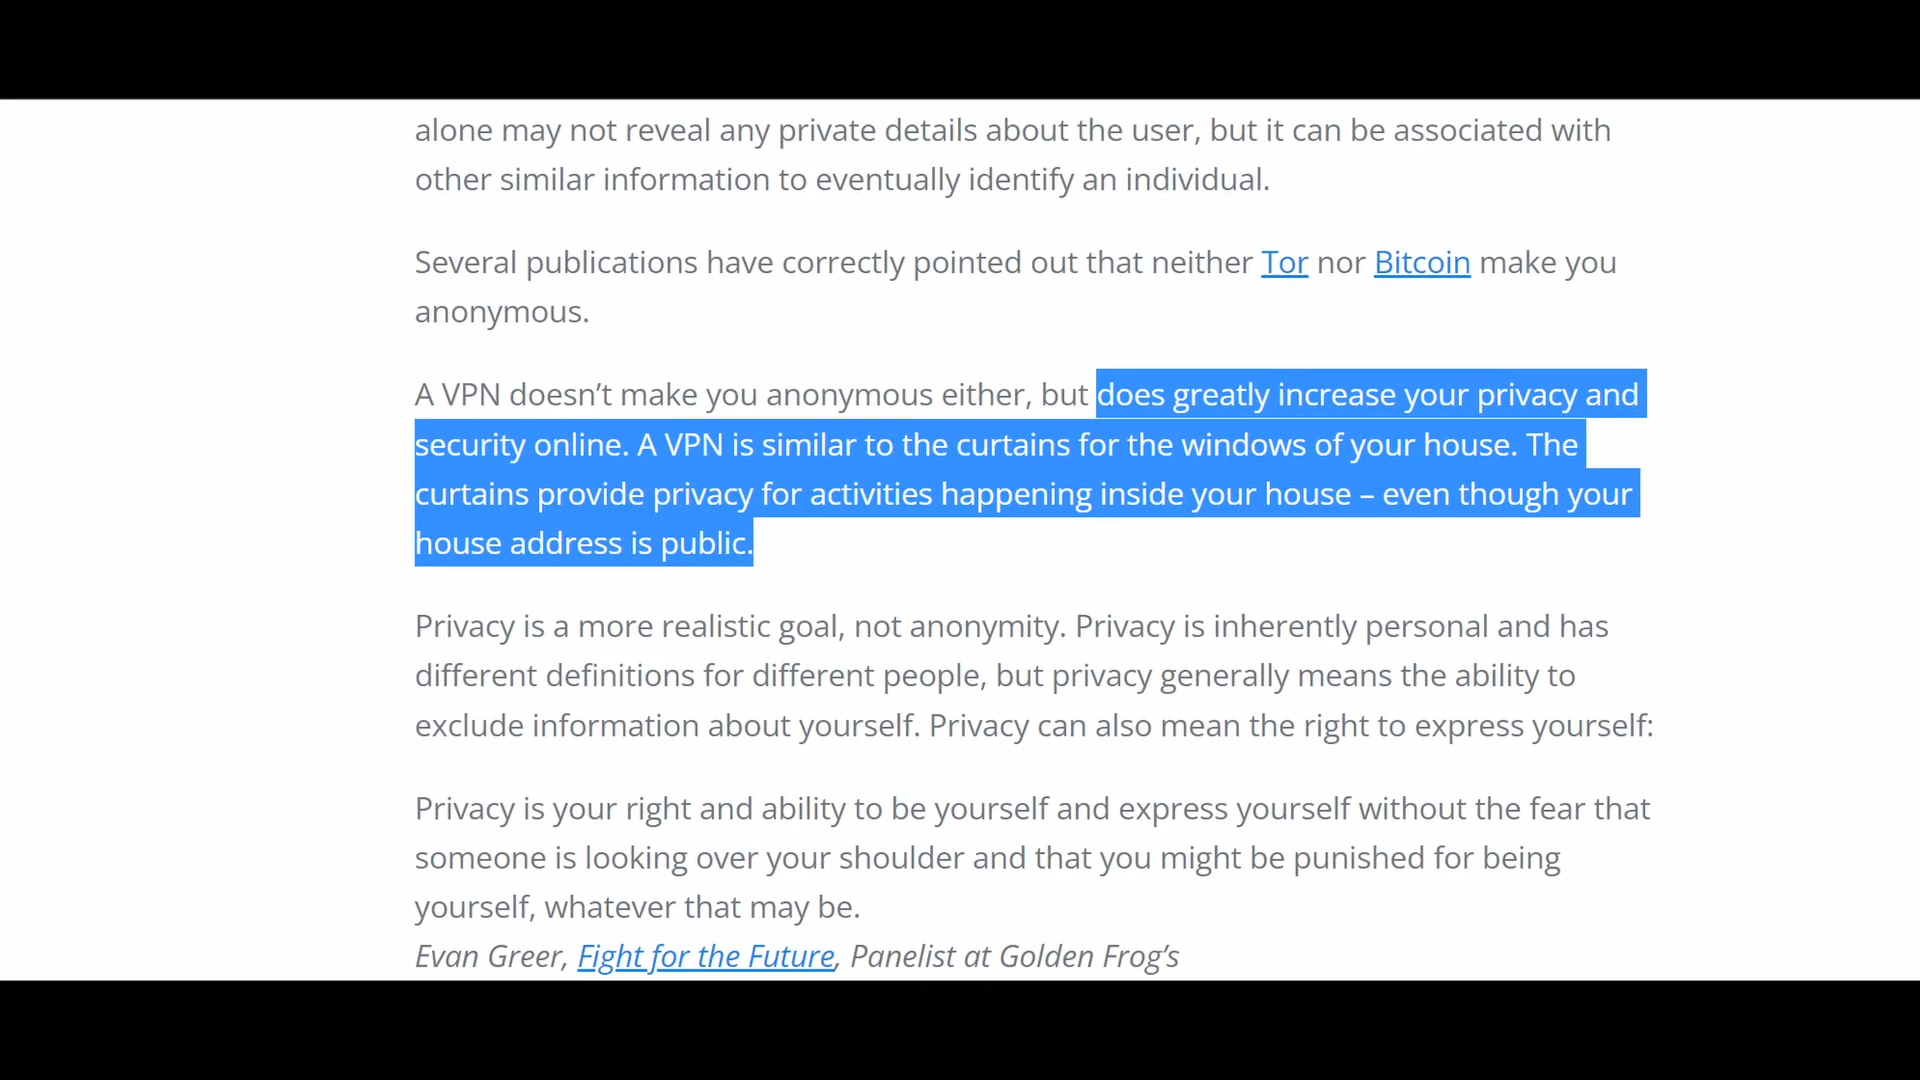 alone may not reveal any private details about the user, but it can be associated with
other similar information to eventually identify an individual.
Several publications have correctly pointed out that neither Tor nor Bitcoin make you
anonymous.
A VPN doesn’t make you anonymous either, but does greatly increase your privacy and
security online. A VPN is similar to the curtains for the windows of your house. The
curtains provide privacy for activities happening inside your house – even though your
house address is public.
Privacy is a more realistic goal, not anonymity. Privacy is inherently personal and has
different definitions for different people, but privacy generally means the ability to
exclude information about yourself. Privacy can also mean the right to express yourself:
Privacy is your right and ability to be yourself and express yourself without the fear that
someone is looking over your shoulder and that you might be punished for being
yourself, whatever that may be.
Evan Greer, Fight for the Future, Panelist at Golden Frog’s